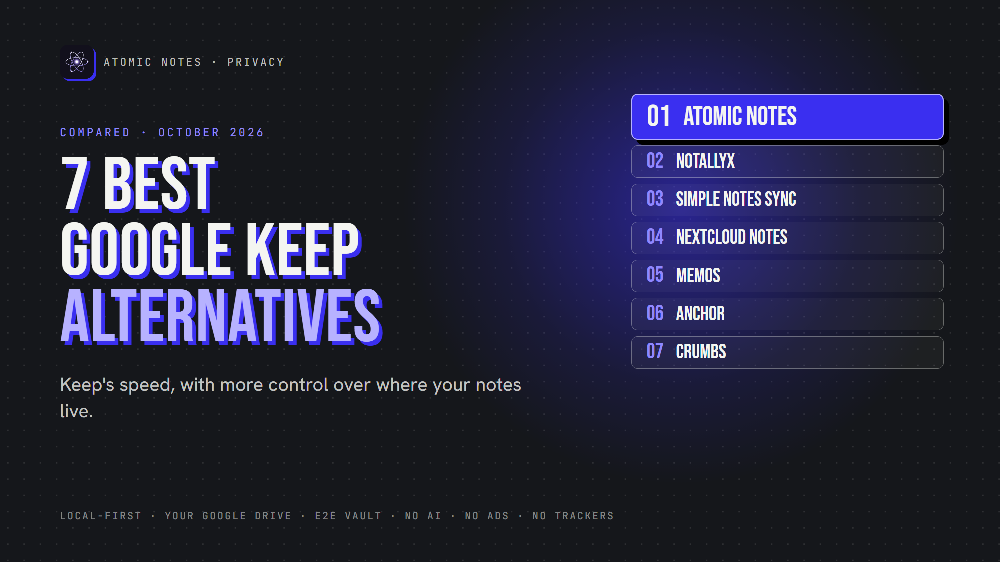 ATOMIC NOTES · PRIVACY
COMPARED · OCTOBER 2026
7 BEST
GOOGLE KEEP
ALTERNATIVES
Keep's speed, with more control over where your notes
live.
01 ATOMIC NOTES
02 NOTALLYX
03 SIMPLE NOTES SYNC
04 NEXTCLOUD NOTES
05 MEMOS
06 ANCHOR
07 CRUMBS
LOCAL-FIRST · YOUR GOOGLE DRIVE · E2E VAULT · NO AI · NO ADS · NO TRACKERS